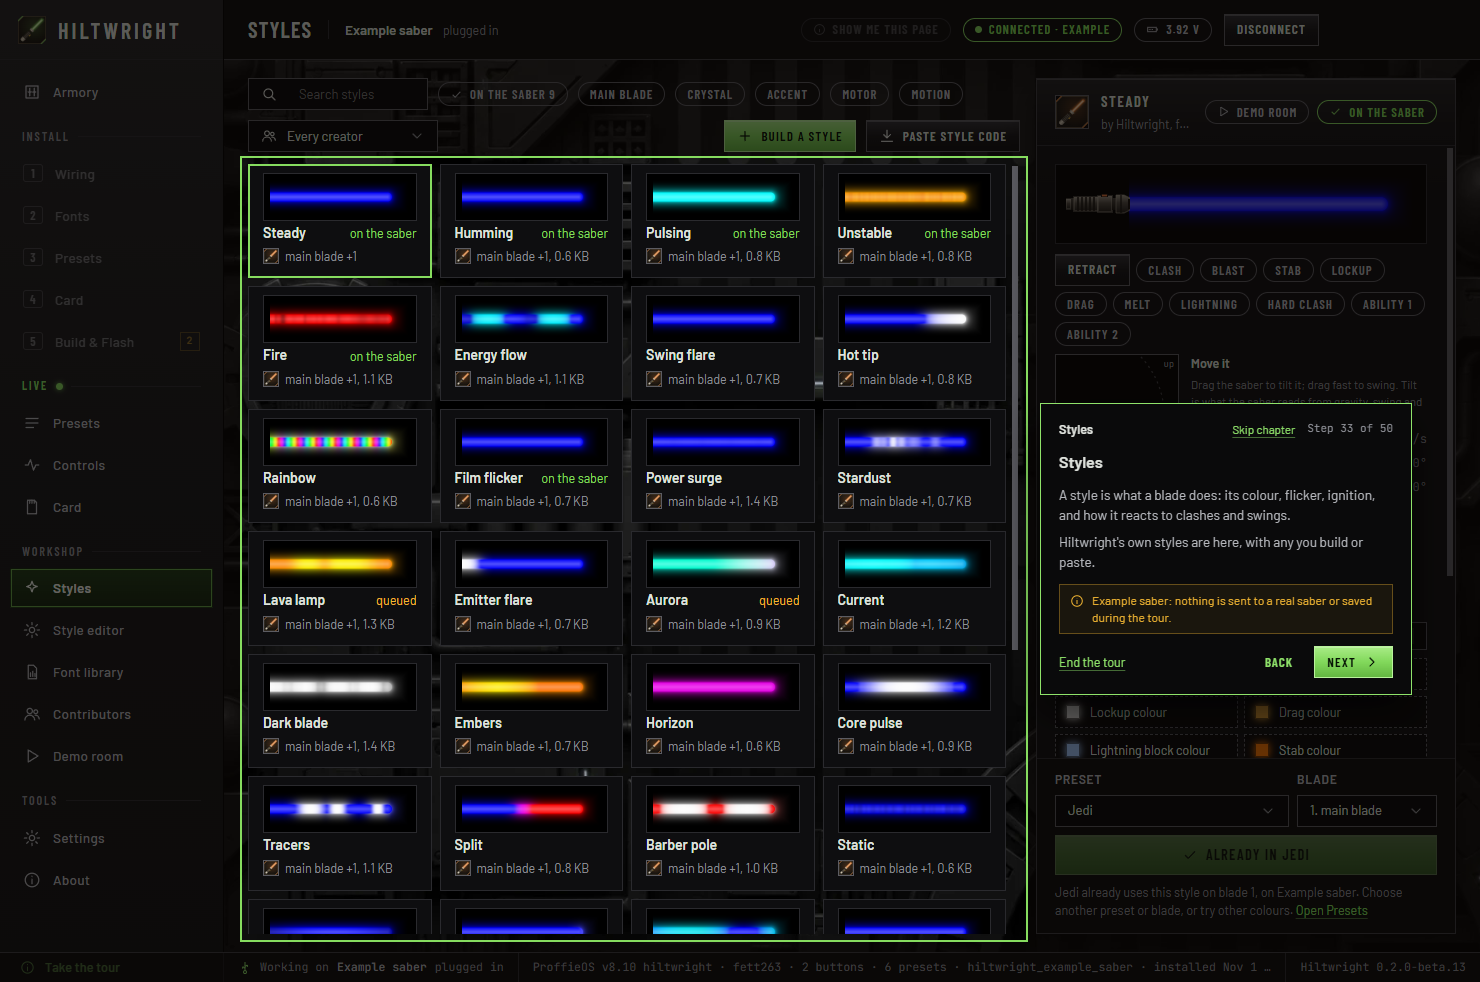 HILTWRIGHT
STYLES
Example saber plugged in
SHOW ME THIS PAGE
CONNECTED · EXAMPLE
3.92 V
DISCONNECT
Armory
INSTALL
1 Wiring
2 Fonts
3 Presets
4 Card
5 Build & Flash 2
LIVE
Presets
Controls
Card
WORKSHOP
Styles
Style editor
Font library
Contributors
Demo room
TOOLS
Settings
About
Take the tour
Search styles
ON THE SABER 9
MAIN BLADE
CRYSTAL
ACCENT
MOTOR
MOTION
Every creator
BUILD A STYLE
PASTE STYLE CODE
Steady on the saber
main blade +1
Humming on the saber
main blade +1, 0.6 KB
Pulsing on the saber
main blade +1, 0.8 KB
Unstable on the saber
main blade +1, 0.8 KB
Fire on the saber
main blade +1, 1.1 KB
Energy flow
main blade +1, 1.1 KB
Swing flare
main blade +1, 0.7 KB
Hot tip
main blade +1, 0.8 KB
Rainbow
main blade +1, 0.6 KB
Film flicker on the saber
main blade +1, 0.7 KB
Power surge
main blade +1, 1.4 KB
Stardust
main blade +1, 0.7 KB
Lava lamp queued
main blade +1, 1.3 KB
Emitter flare
main blade +1, 0.7 KB
Aurora queued
main blade +1, 0.9 KB
Current
main blade +1, 1.2 KB
Dark blade
main blade +1, 1.4 KB
Embers
main blade +1, 0.7 KB
Horizon
main blade +1, 0.6 KB
Core pulse
main blade +1, 0.9 KB
Tracers
main blade +1, 1.1 KB
Split
main blade +1, 0.8 KB
Barber pole
main blade +1, 1.0 KB
Static
main blade +1, 0.6 KB
STEADY
by Hiltwright, f...
DEMO ROOM
ON THE SABER
RETRACT
CLASH
BLAST
STAB
LOCKUP
DRAG
MELT
LIGHTNING
HARD CLASH
ABILITY 1
ABILITY 2
up
Move it
Drag the saber to tilt it; drag fast to swing. Tilt
is what the saber reads from gravity, swing and
/s
0°
0°
Styles
Skip chapter
Step 33 of 50
Styles
A style is what a blade does: its colour, flicker, ignition,
and how it reacts to clashes and swings.
Hiltwright's own styles are here, with any you build or
paste.
Example saber: nothing is sent to a real saber or saved
during the tour.
End the tour
BACK
NEXT
Lockup colour
Drag colour
Lightning block colour
Stab colour
PRESET
BLADE
Jedi
1. main blade
ALREADY IN JEDI
Jedi already uses this style on blade 1, on Example saber. Choose
another preset or blade, or try other colours. Open Presets
Working on Example saber plugged in
ProffieOS v8.10 hiltwright · fett263 · 2 buttons · 6 presets · hiltwright_example_saber · installed Nov 1 …
Hiltwright 0.2.0-beta.13